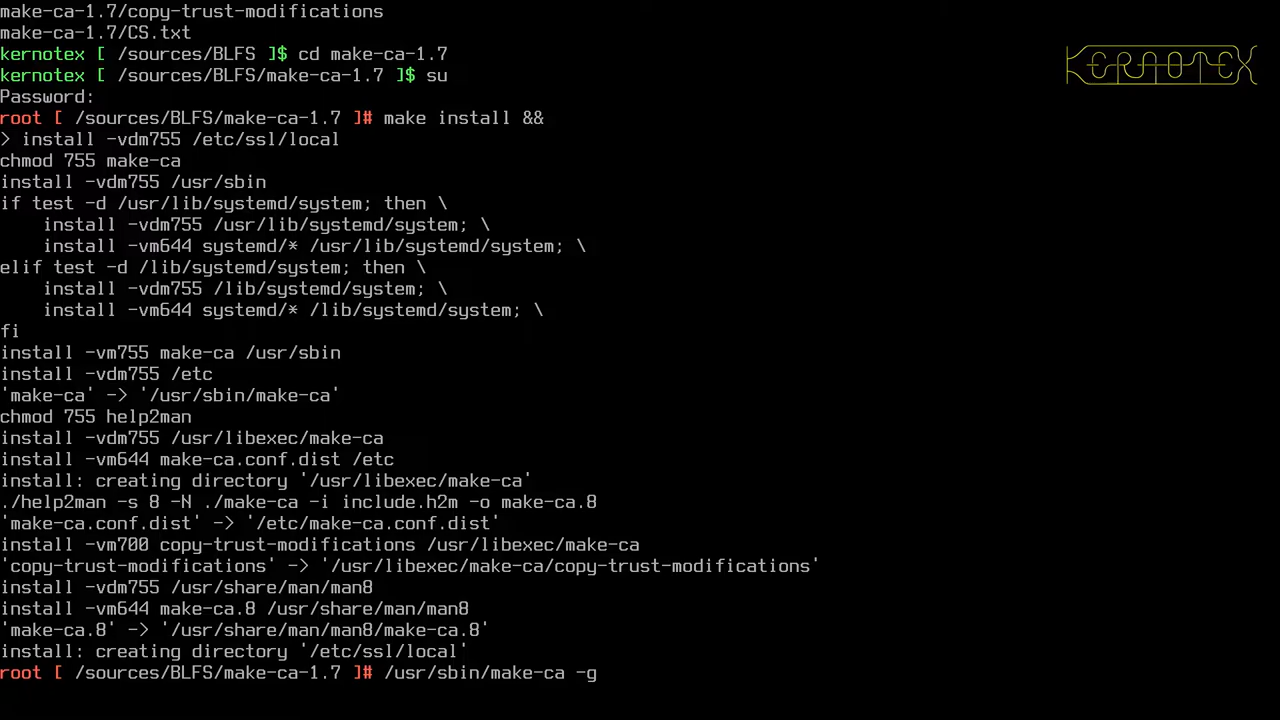 make-ca-1.7/copy-trust-modifications
make-ca-1.7/CS.txt
kernotex [ /sources/BLFS ]$ cd make-ca-1.7
KERNOTEX
kernotex [ /sources/BLFS/make-ca-1.7 ]$ su
Password:
root [ /sources/BLFS/make-ca-1.7 ]# make install &&
> install -vdm755 /etc/ssl/local
chmod 755 make-ca
install -vdm755 /usr/sbin
if test -d /usr/lib/systemd/system; then \
    install -vdm755 /usr/lib/systemd/system; \
    install -vm644 systemd/* /usr/lib/systemd/system; \
elif test -d /lib/systemd/system; then \
    install -vdm755 /lib/systemd/system; \
    install -vm644 systemd/* /lib/systemd/system; \
fi
install -vm755 make-ca /usr/sbin
install -vdm755 /etc
'make-ca' -> '/usr/sbin/make-ca'
chmod 755 help2man
install -vdm755 /usr/libexec/make-ca
install -vm644 make-ca.conf.dist /etc
install: creating directory '/usr/libexec/make-ca'
./help2man -s 8 -N ./make-ca -i include.h2m -o make-ca.8
'make-ca.conf.dist' -> '/etc/make-ca.conf.dist'
install -vm700 copy-trust-modifications /usr/libexec/make-ca
'copy-trust-modifications' -> '/usr/libexec/make-ca/copy-trust-modifications'
install -vdm755 /usr/share/man/man8
install -vm644 make-ca.8 /usr/share/man/man8
'make-ca.8' -> '/usr/share/man/man8/make-ca.8'
install: creating directory '/etc/ssl/local'
root [ /sources/BLFS/make-ca-1.7 ]# /usr/sbin/make-ca -g